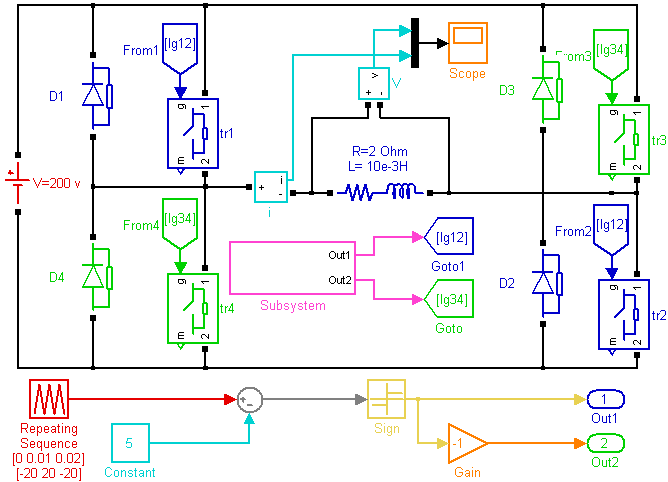 From1
[Ig12]
D1
g
1
m
2
tr1
V
v
+
-
Scope
From3
[Ig34]
D3
g
1
m
2
tr3
V=200 v
+
i
+
-
i
R=2 Ohm
L= 10e-3H
From4
[Ig34]
D4
g
1
m
2
tr4
Out1
Out2
Subsystem
[Ig12]
Goto1
[Ig34]
Goto
From2
[Ig12]
D2
g
1
m
2
tr2
Repeating
Sequence
[0 0.01 0.02]
[-20 20 -20]
5
Constant
+
-
Sign
-1
Gain
1
Out1
2
Out2